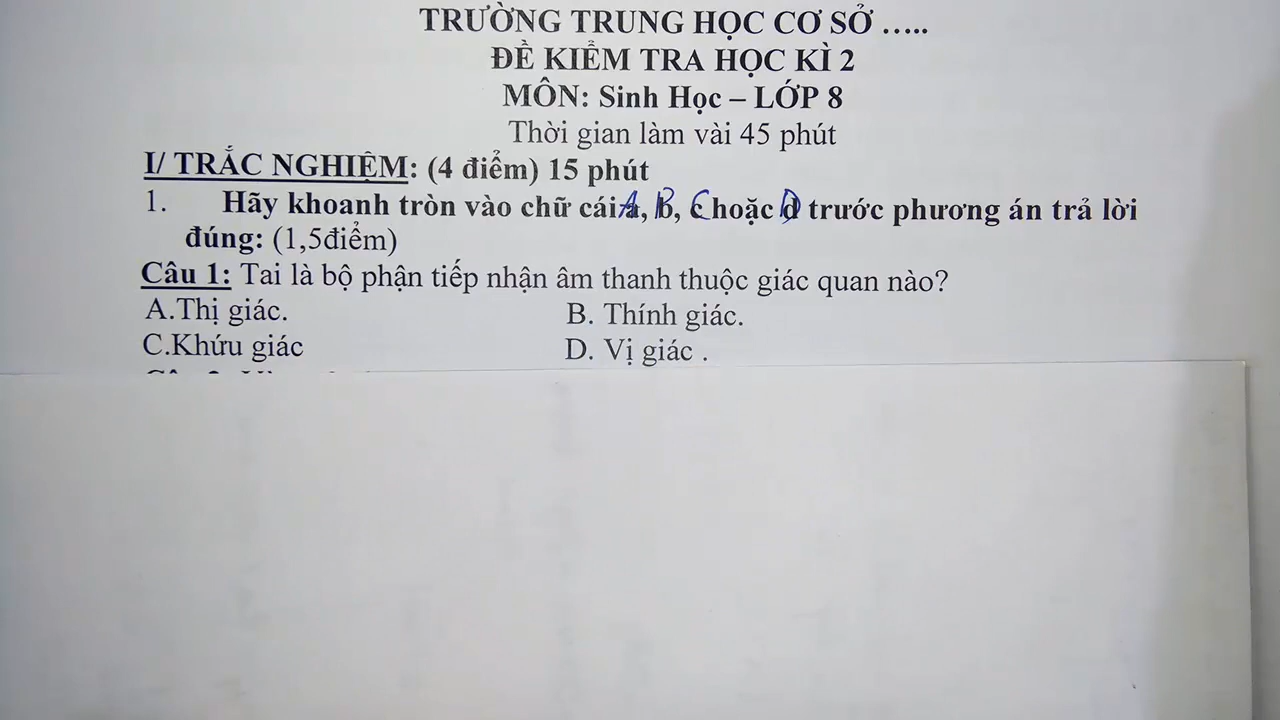 TRƯỜNG TRUNG HỌC CƠ SỞ .....
ĐỀ KIỂM TRA HỌC KÌ 2
MÔN: Sinh Học – LỚP 8
Thời gian làm vài 45 phút
I/ TRẮC NGHIỆM: (4 điểm) 15 phút
1. Hãy khoanh tròn vào chữ cái A, B, C hoặc D trước phương án trả lời
đúng: (1,5điểm)
Câu 1: Tai là bộ phận tiếp nhận âm thanh thuộc giác quan nào?
A.Thị giác. B. Thính giác.
C.Khứu giác D. Vị giác .